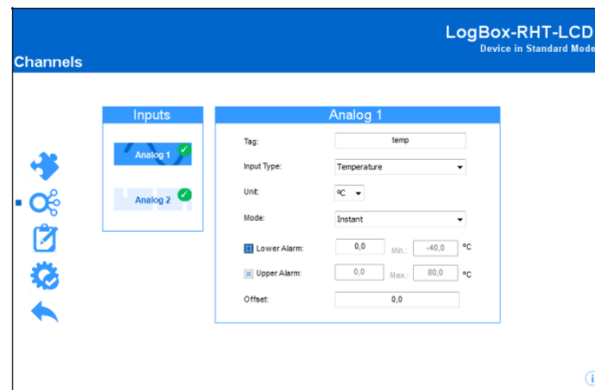 LogBox-RHT-LCD
Device in Standard Mode
Channels
Inputs
Analog 1
Analog 2
Analog 1
Tag: temp
Input Type: Temperature
Unit: ºC
Mode: Instant
Lower Alarm: 0,0 Min.: -40,0 ºC
Upper Alarm: 0,0 Max.: 80,0 ºC
Offset: 0,0
i